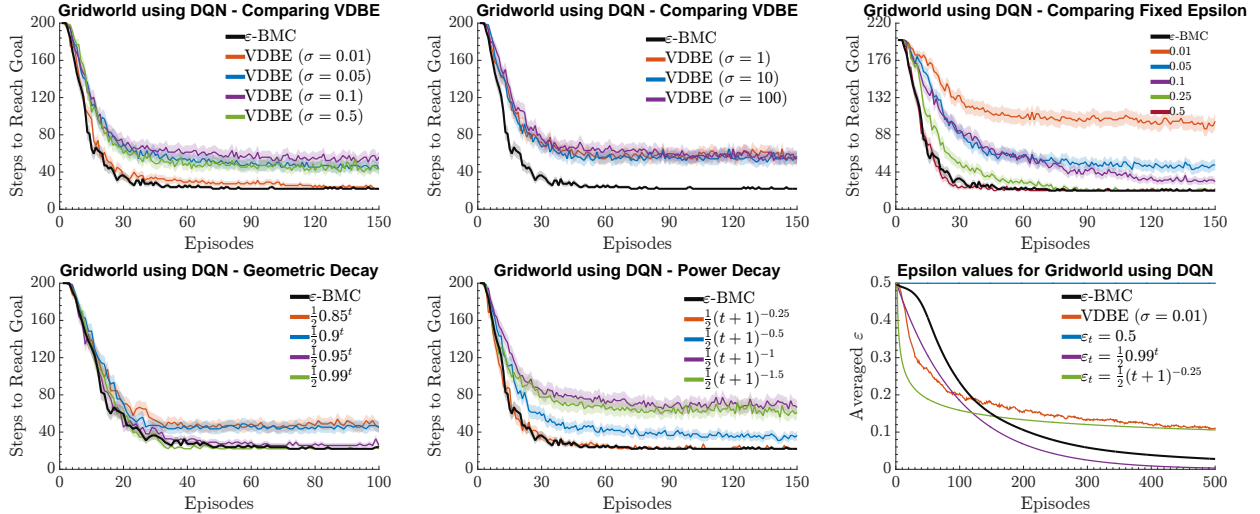 Gridworld using DQN - Comparing VDBE
Steps to Reach Goal
200
160
120
80
40
0
ε-BMC
VDBE (σ = 0.01)
VDBE (σ = 0.05)
VDBE (σ = 0.1)
VDBE (σ = 0.5)
0 30 60 90 120 150
Episodes
Gridworld using DQN - Comparing VDBE
Steps to Reach Goal
200
160
120
80
40
0
ε-BMC
VDBE (σ = 1)
VDBE (σ = 10)
VDBE (σ = 100)
0 30 60 90 120 150
Episodes
Gridworld using DQN - Comparing Fixed Epsilon
Steps to Reach Goal
220
176
132
88
44
0
ε-BMC
0.01
0.05
0.1
0.25
0.5
0 30 60 90 120 150
Episodes
Gridworld using DQN - Geometric Decay
Steps to Reach Goal
200
160
120
80
40
0
ε-BMC
½0.85ᵗ
½0.9ᵗ
½0.95ᵗ
½0.99ᵗ
0 20 40 60 80 100
Episodes
Gridworld using DQN - Power Decay
Steps to Reach Goal
200
160
120
80
40
0
ε-BMC
½(t + 1)^−0.25
½(t + 1)^−0.5
½(t + 1)^−1
½(t + 1)^−1.5
0 30 60 90 120 150
Episodes
Epsilon values for Gridworld using DQN
Averaged ε
0.5
0.4
0.3
0.2
0.1
0
ε-BMC
VDBE (σ = 0.01)
εₜ = 0.5
εₜ = ½0.99ᵗ
εₜ = ½(t + 1)^−0.25
0 100 200 300 400 500
Episodes